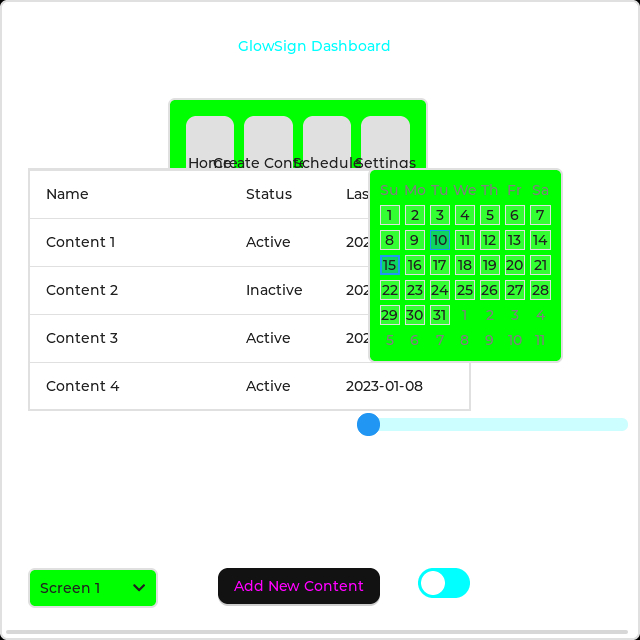 GlowSign Dashboard
Home Create Conte Schedule Settings
Name Status Las
Content 1 Active 202
Content 2 Inactive 202
Content 3 Active 202
Content 4 Active 2023-01-08
Su Mo Tu We Th Fr Sa
1 2 3 4 5 6 7
8 9 10 11 12 13 14
15 16 17 18 19 20 21
22 23 24 25 26 27 28
29 30 31 1 2 3 4
5 6 7 8 9 10 11
Screen 1
Add New Content